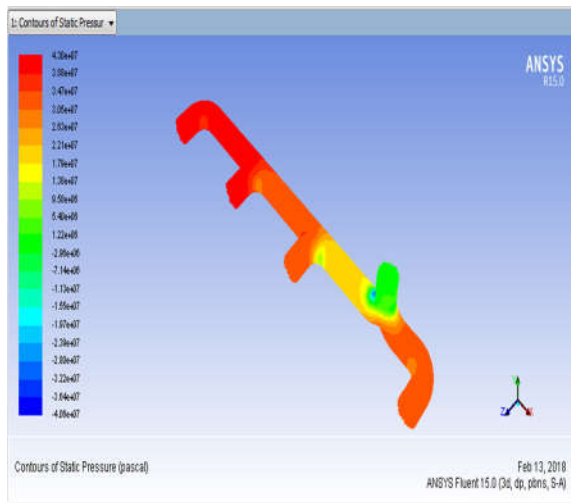 1: Contours of Static Pressur
ANSYS
R15.0
4.30e+07
3.88e+07
3.47e+07
3.05e+07
2.63e+07
2.21e+07
1.79e+07
1.38e+07
9.56e+06
5.40e+06
1.22e+06
-2.96e+06
-7.14e+06
-1.13e+07
-1.55e+07
-1.97e+07
-2.39e+07
-2.80e+07
-3.22e+07
-3.64e+07
-4.06e+07
Y
Z
X
Contours of Static Pressure (pascal)
Feb 13, 2018
ANSYS Fluent 15.0 (3d, dp, pbns, S-A)